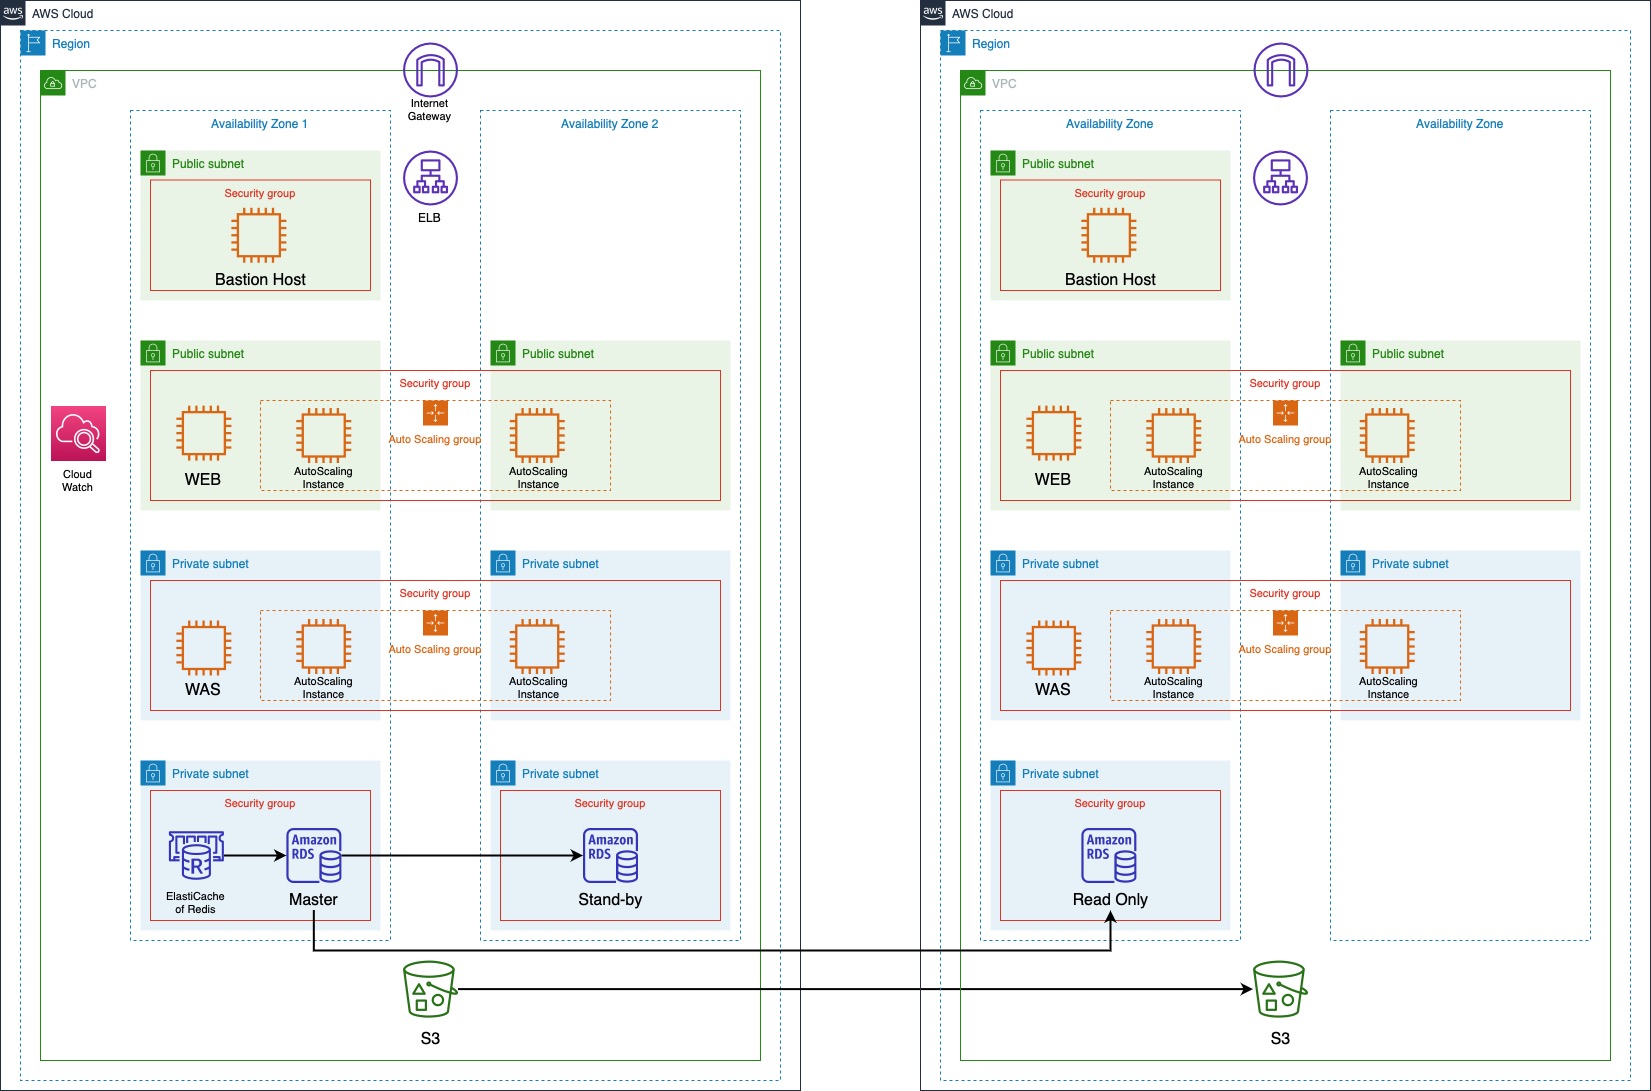 aws
AWS Cloud
Region
VPC
Internet
Gateway
Availability Zone 1
Availability Zone 2
Public subnet
Security group
Bastion Host
ELB
Public subnet
Public subnet
Security group
Auto Scaling group
WEB
AutoScaling
Instance
AutoScaling
Instance
Cloud
Watch
Private subnet
Private subnet
Security group
Auto Scaling group
WAS
AutoScaling
Instance
AutoScaling
Instance
Private subnet
Private subnet
Security group
Security group
R
ElastiCache
of Redis
Amazon
RDS
Master
Amazon
RDS
Stand-by
S3
aws
AWS Cloud
Region
VPC
Availability Zone
Availability Zone
Public subnet
Security group
Bastion Host
Public subnet
Public subnet
Security group
Auto Scaling group
WEB
AutoScaling
Instance
AutoScaling
Instance
Private subnet
Private subnet
Security group
Auto Scaling group
WAS
AutoScaling
Instance
AutoScaling
Instance
Private subnet
Security group
Amazon
RDS
Read Only
S3